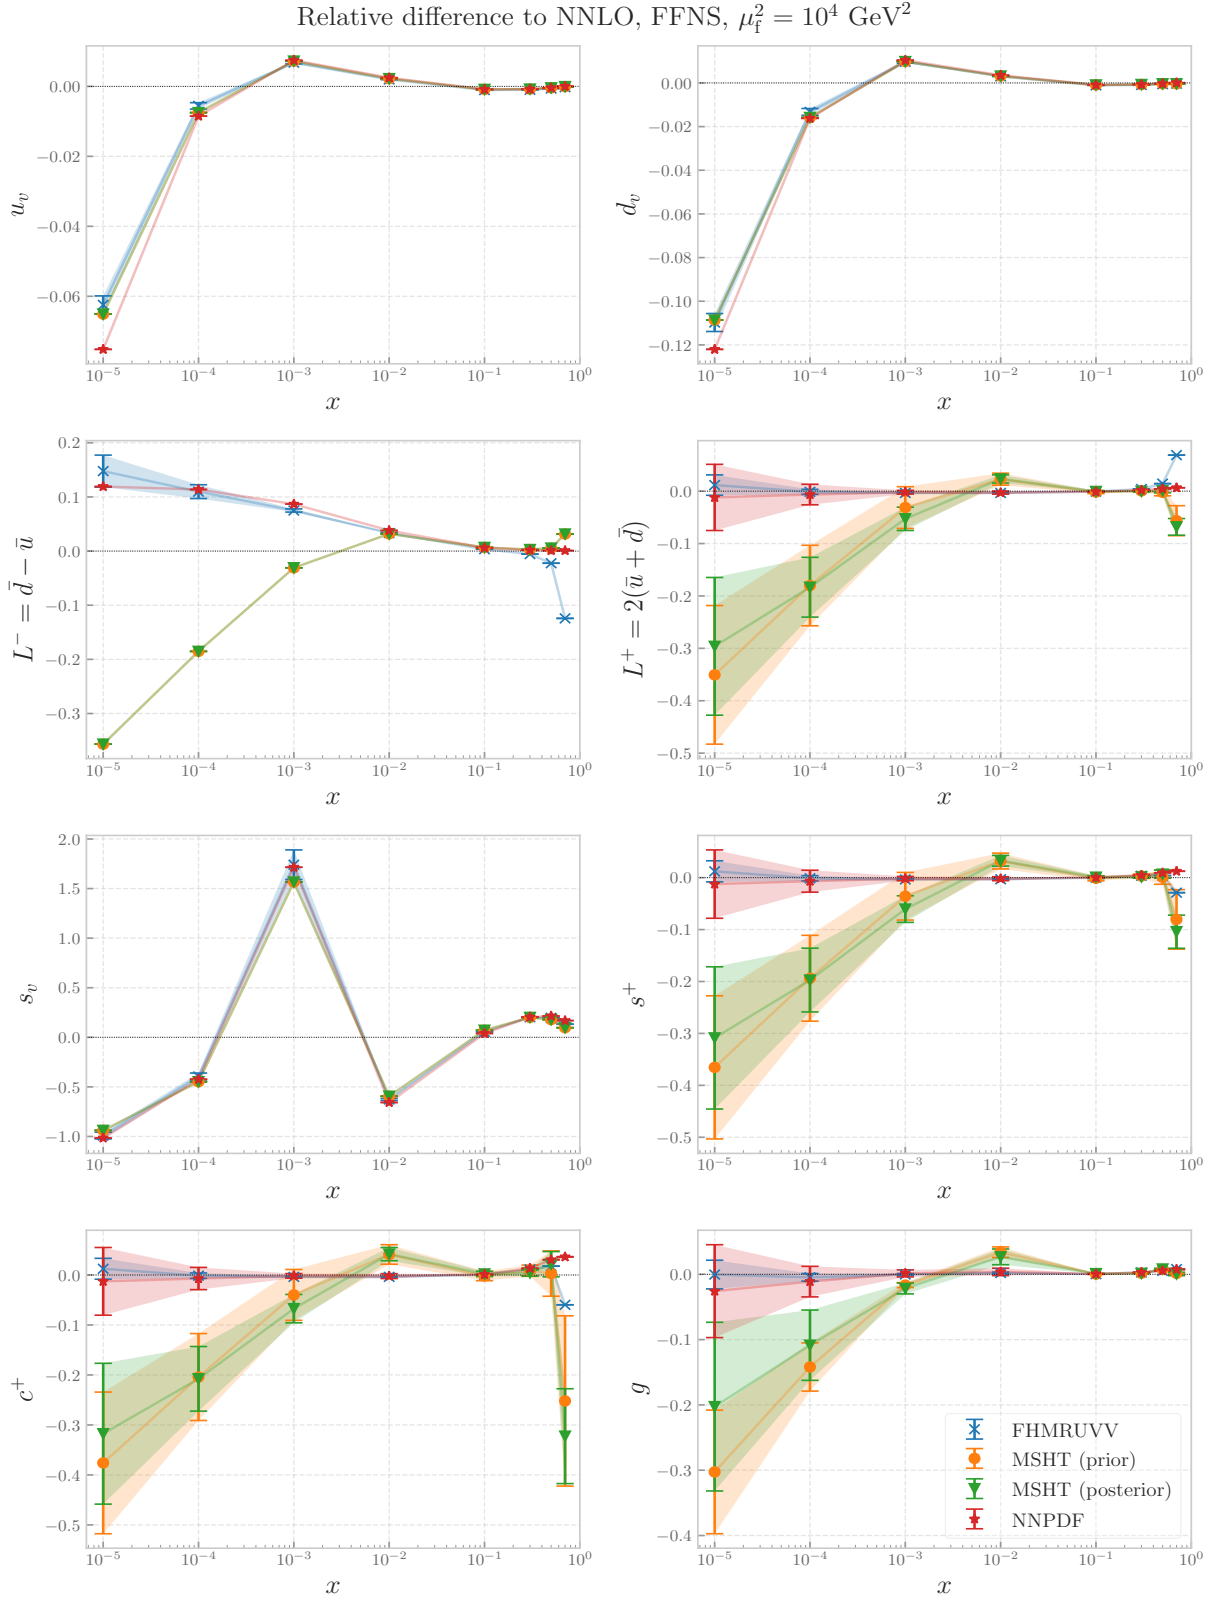 Relative difference to NNLO, FFNS, μ_f^2 = 10^4 GeV^2
0.00
−0.02
−0.04
−0.06
u_v
10^−5 10^−4 10^−3 10^−2 10^−1 10^0
x
0.00
−0.02
−0.04
−0.06
−0.08
−0.10
−0.12
d_v
10^−5 10^−4 10^−3 10^−2 10^−1 10^0
x
0.2
0.1
0.0
−0.1
−0.2
−0.3
L^− = d̄ − ū
10^−5 10^−4 10^−3 10^−2 10^−1 10^0
x
0.0
−0.1
−0.2
−0.3
−0.4
−0.5
L^+ = 2(ū + d̄)
10^−5 10^−4 10^−3 10^−2 10^−1 10^0
x
2.0
1.5
1.0
0.5
0.0
−0.5
−1.0
s_v
10^−5 10^−4 10^−3 10^−2 10^−1 10^0
x
0.0
−0.1
−0.2
−0.3
−0.4
−0.5
s^+
10^−5 10^−4 10^−3 10^−2 10^−1 10^0
x
0.0
−0.1
−0.2
−0.3
−0.4
−0.5
c^+
10^−5 10^−4 10^−3 10^−2 10^−1 10^0
x
0.0
−0.1
−0.2
−0.3
−0.4
g
FHMRUVV
MSHT (prior)
MSHT (posterior)
NNPDF
10^−5 10^−4 10^−3 10^−2 10^−1 10^0
x